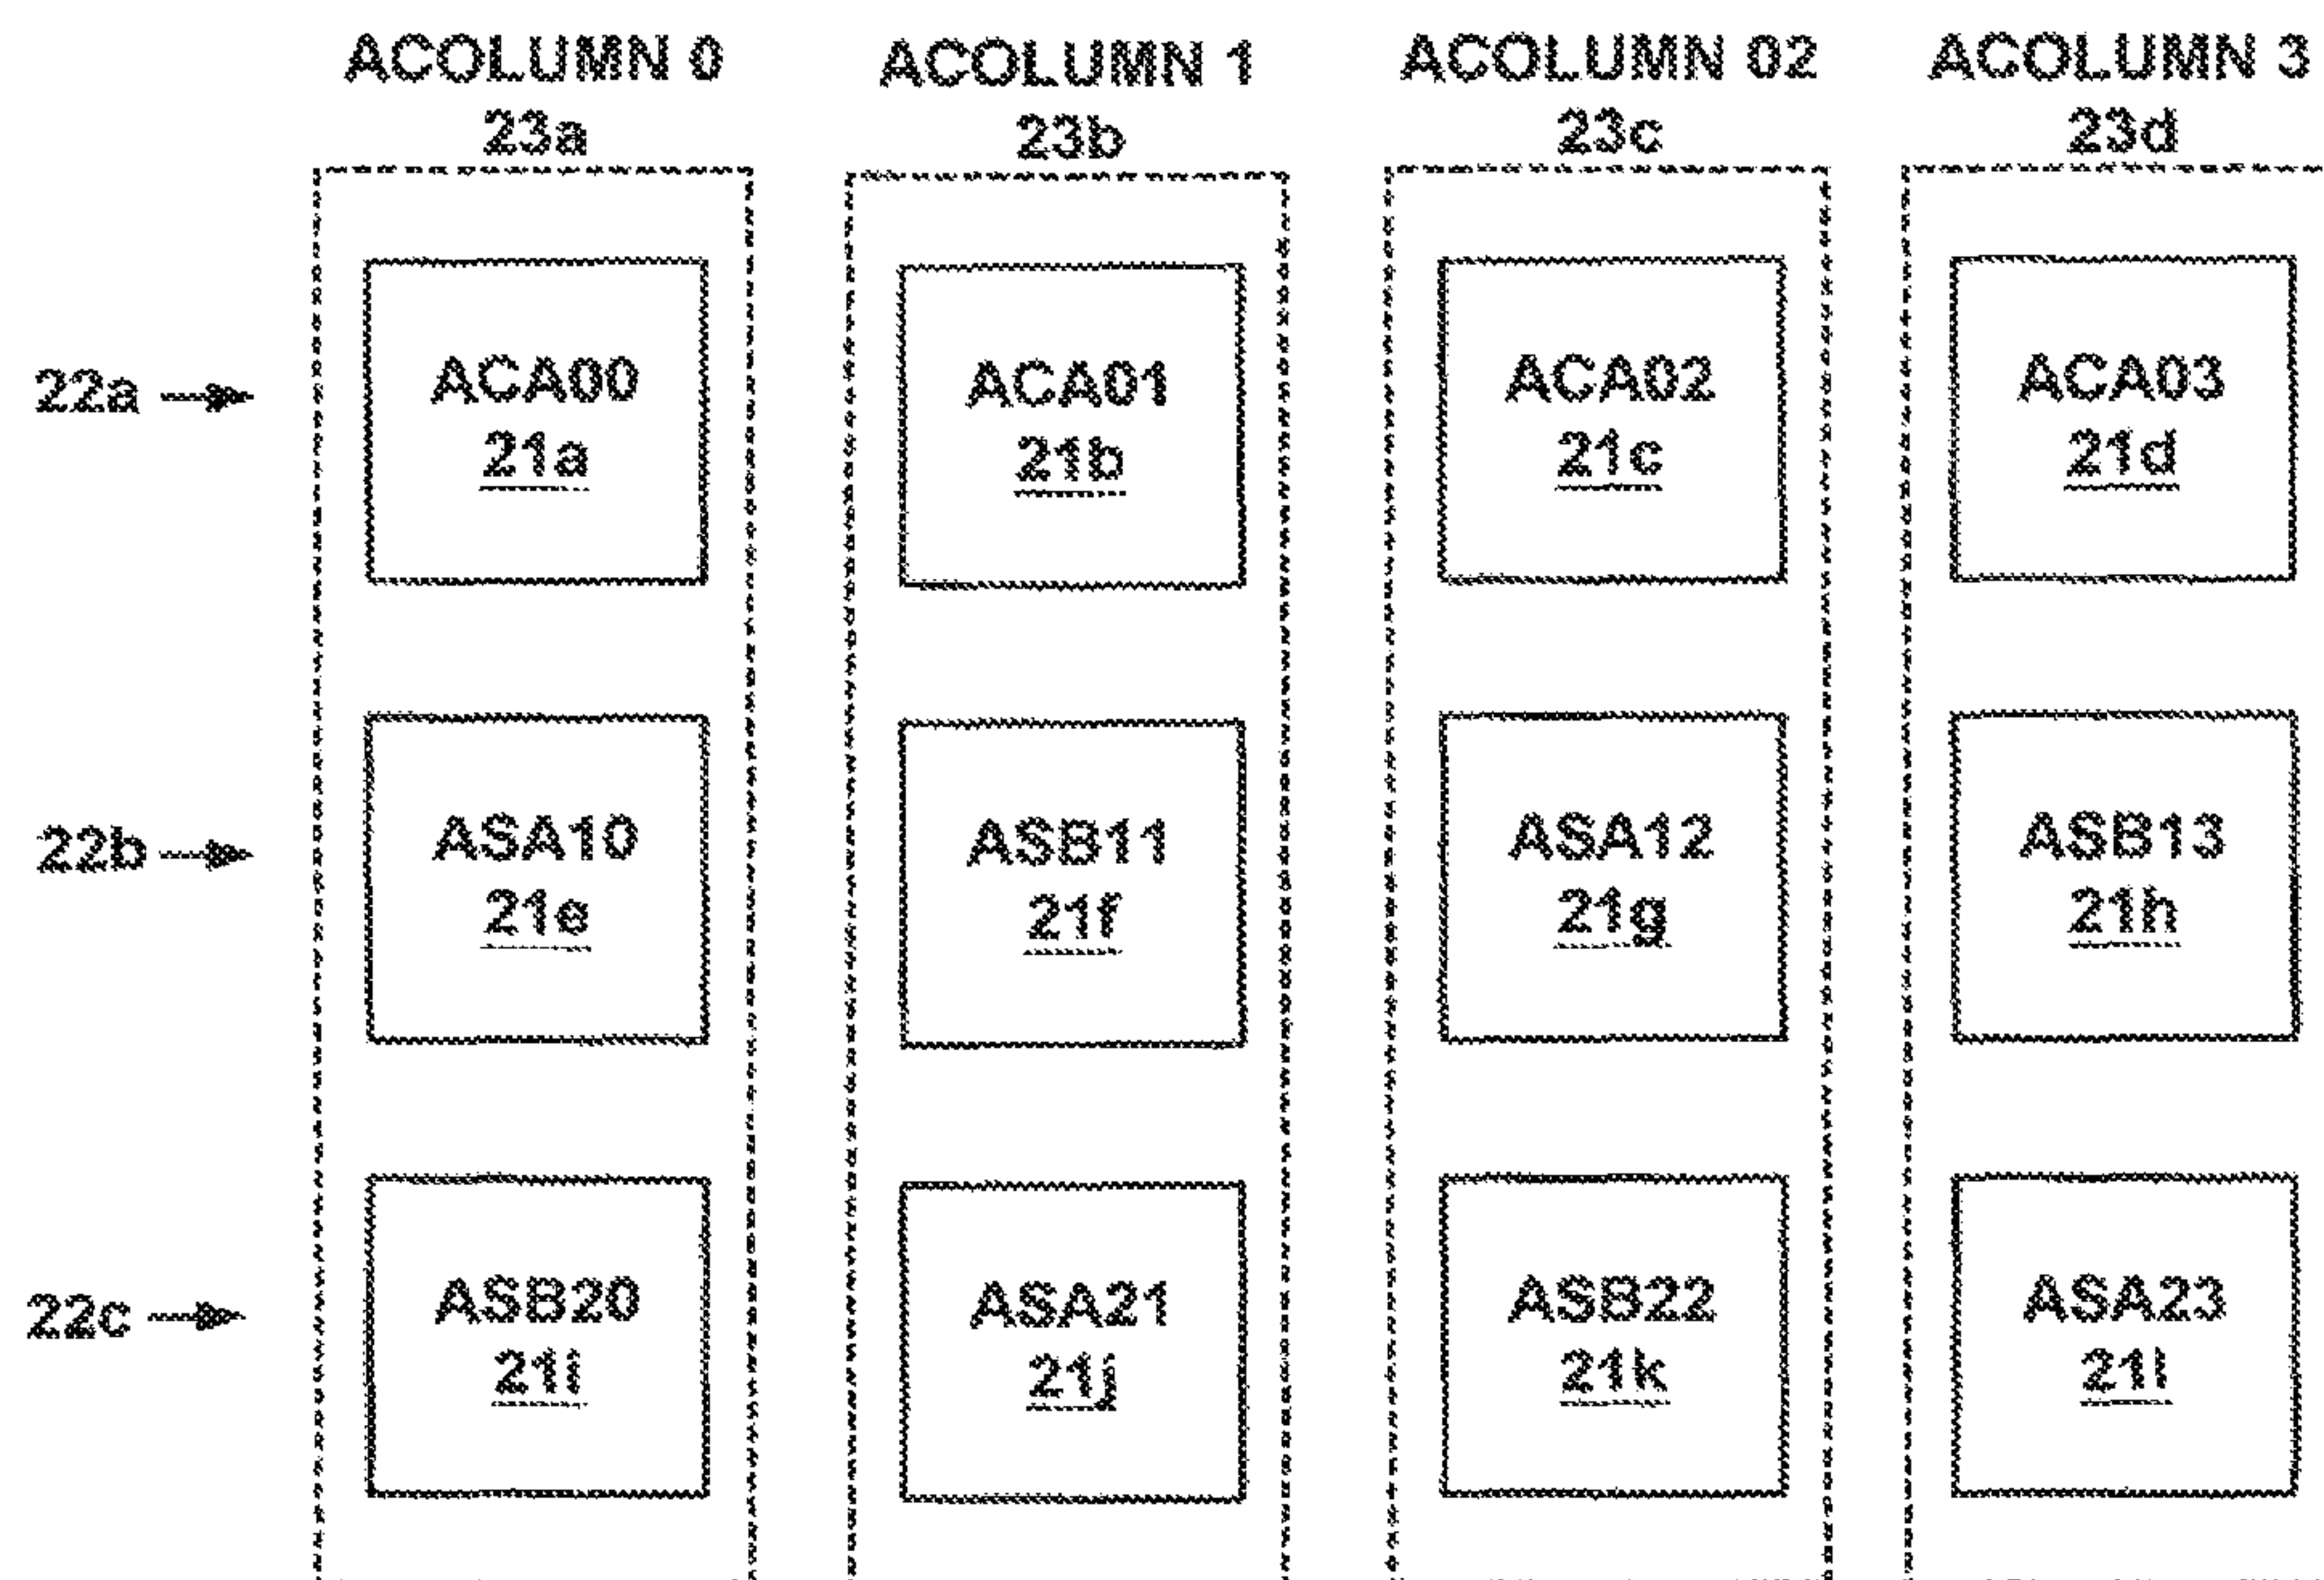 ACOLUMN 0 ACOLUMN 1 ACOLUMN 02 ACOLUMN 3
23a 23b 23c 23d
ACA00 ACA01 ACA02 ACA03
22a
21a 21b 21c 21d
ASA10 ASB11 ASA12 ASB13
22b
21e 21f 21g 21h
ASB20 ASA21 ASB22 ASA23
22c
21i 21j 21k 21l